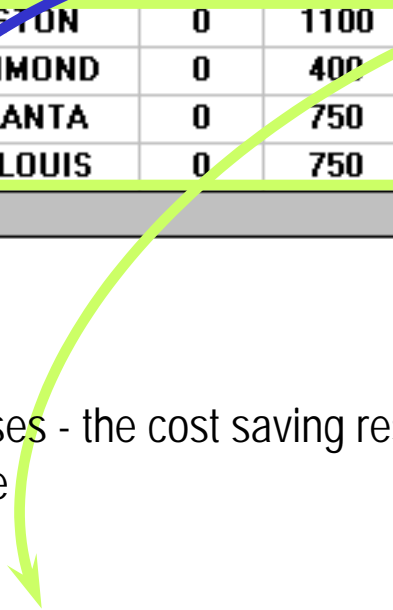 STON 0 1100
MOND 0 400
ANTA 0 750
LOUIS 0 750
ses - the cost saving re
e